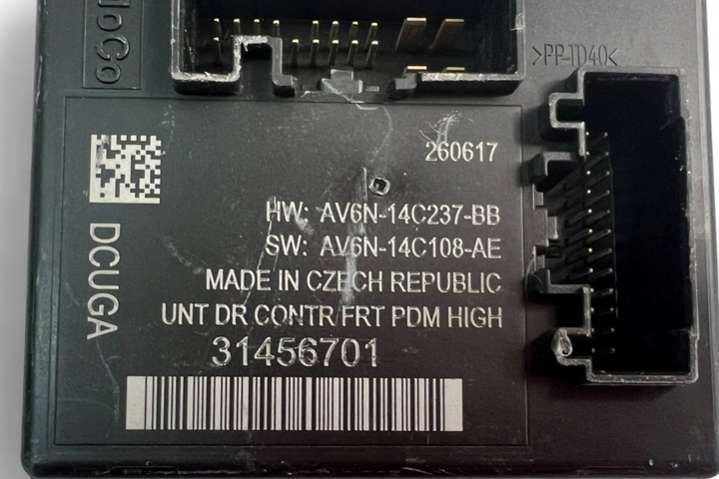 >PP-TD40<
260617
HW: AV6N-14C237-BB
SW: AV6N-14C108-AE
MADE IN CZECH REPUBLIC
UNT DR CONTR/FRT PDM HIGH
31456701
DCUGA